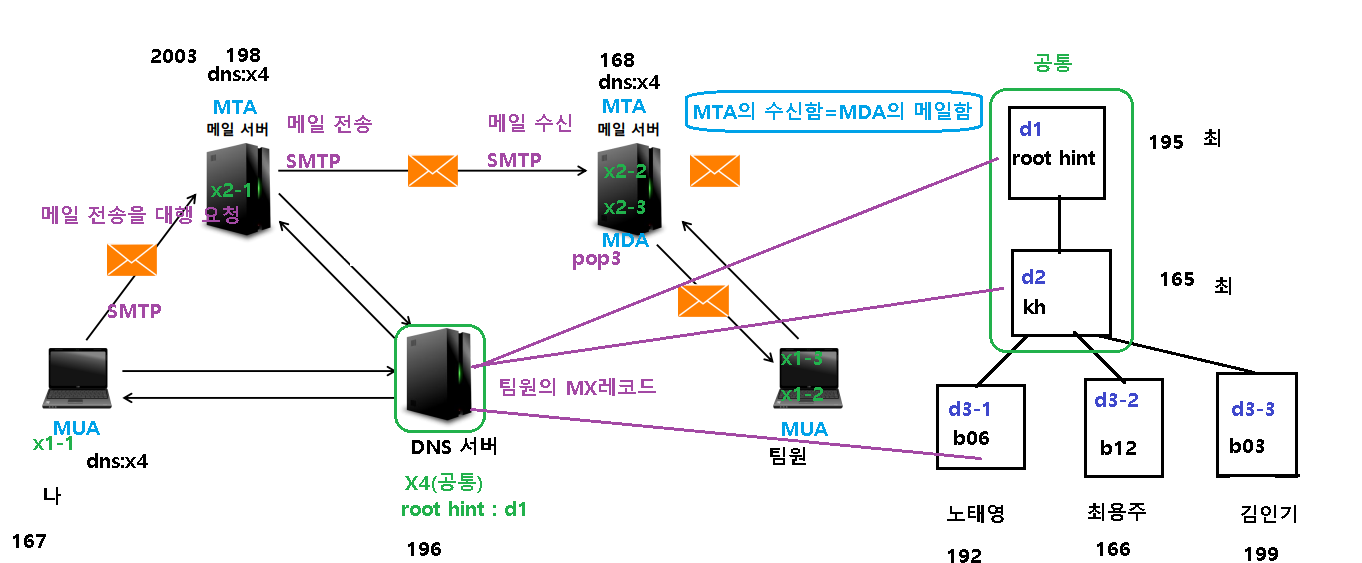 2003 198
dns:x4
MTA
메일 서버
x2-1
메일 전송
SMTP
메일 수신
SMTP
168
dns:x4
MTA
메일 서버
x2-2
x2-3
MDA
pop3
MTA의 수신함=MDA의 메일함
메일 전송을 대행 요청
SMTP
MUA
x1-1
dns:x4
나
167
팀원의 MX레코드
DNS 서버
X4(공통)
root hint : d1
196
x1-3
x1-2
MUA
팀원
공통
d1
root hint
195 최
d2
kh
165 최
d3-1
b06
노태영
192
d3-2
b12
최용주
166
d3-3
b03
김인기
199